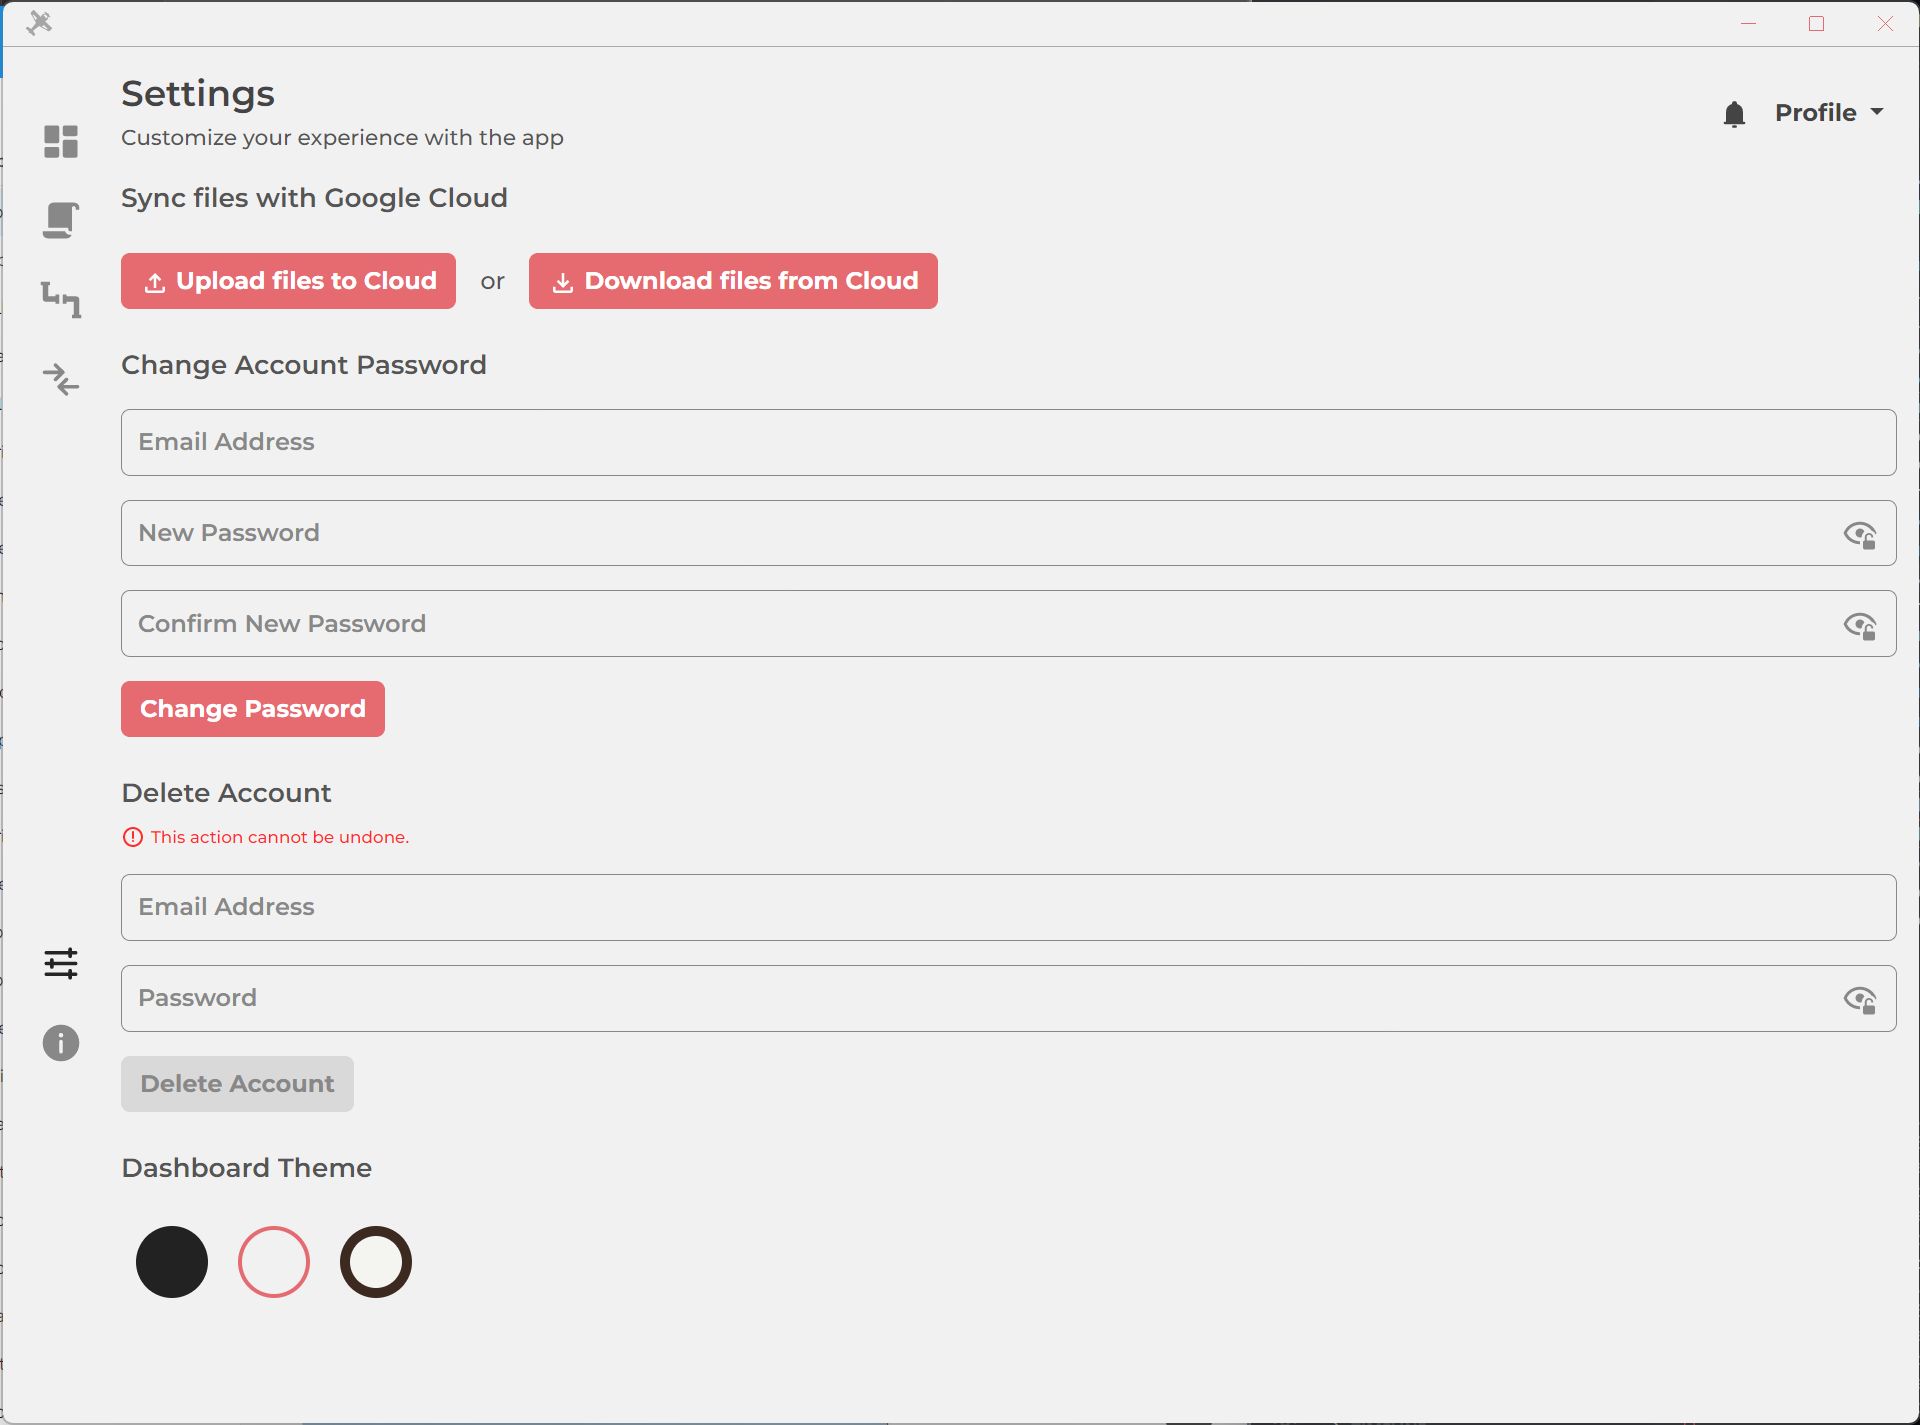 Settings
Customize your experience with the app
Profile
Sync files with Google Cloud
Upload files to Cloud or Download files from Cloud
Change Account Password
Email Address
New Password
Confirm New Password
Change Password
Delete Account
This action cannot be undone.
Email Address
Password
Delete Account
Dashboard Theme